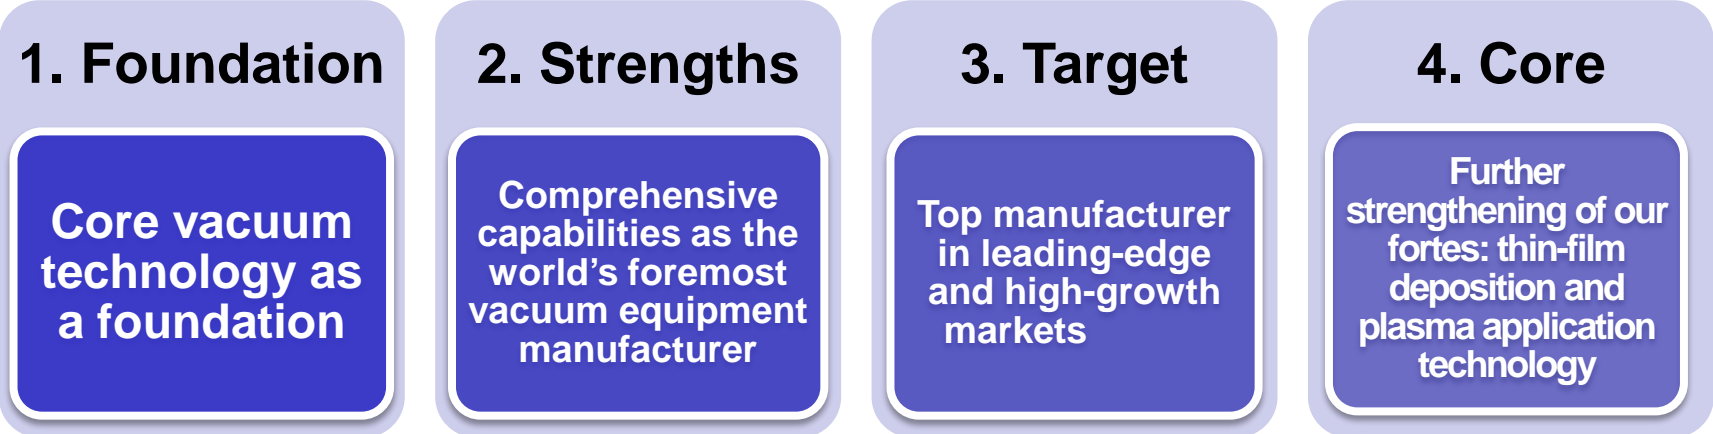 1. Foundation
Core vacuum
technology as
a foundation
2. Strengths
Comprehensive
capabilities as the
world’s foremost
vacuum equipment
manufacturer
3. Target
Top manufacturer
in leading-edge
and high-growth
markets
4. Core
Further
strengthening of our
fortes: thin-film
deposition and
plasma application
technology